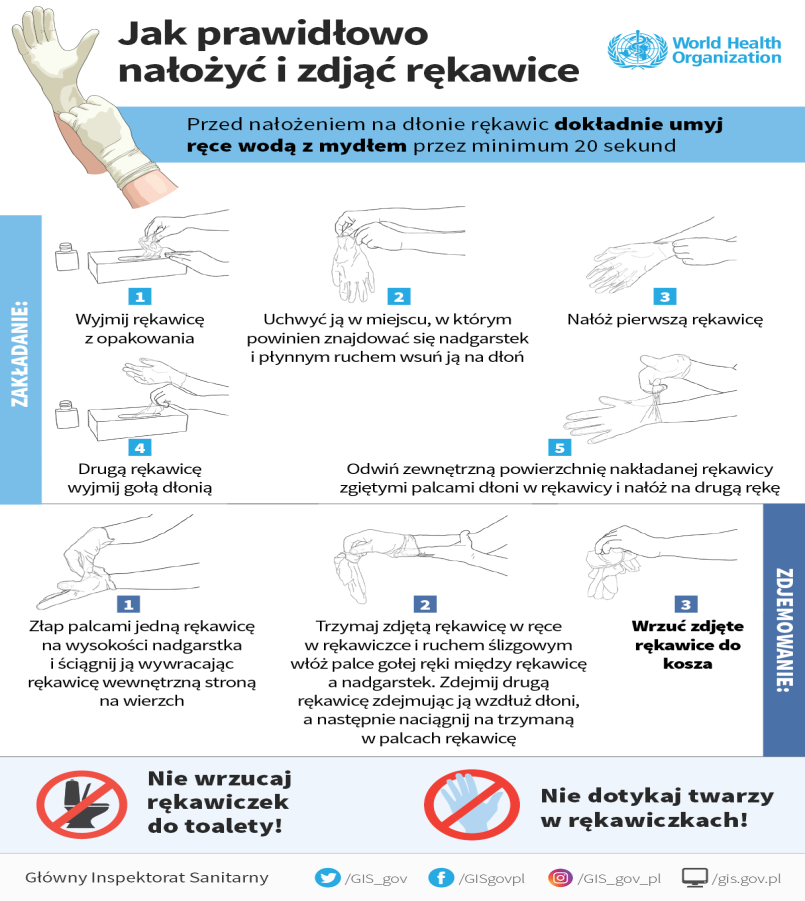 Jak prawidłowo
nałożyć i zdjąć rękawice
World Health
Organization
Przed nałożeniem na dłonie rękawic dokładnie umyj
ręce wodą z mydłem przez minimum 20 sekund
ZAKŁADANIE:
1
Wyjmij rękawicę
z opakowania
2
Uchwyć ją w miejscu, w którym
powinien znajdować się nadgarstek
i płynnym ruchem wsuń ją na dłoń
3
Nałóż pierwszą rękawicę
4
Drugą rękawicę
wyjmij gołą dłonią
5
Odwiń zewnętrzną powierzchnię nakładanej rękawicy
zgiętymi palcami dłoni w rękawicy i nałóż na drugą rękę
ZDJEMOWANIE:
1
Złap palcami jedną rękawicę
na wysokości nadgarstka
i ściągnij ją wywracając
rękawicę wewnętrzną stroną
na wierzch
2
Trzymaj zdjętą rękawicę w ręce
w rękawiczce i ruchem ślizgowym
włóż palce gołej ręki między rękawicę
a nadgarstek. Zdejmij drugą
rękawicę zdejmując ją wzdłuż dłoni,
a następnie naciągnij na trzymaną
w palcach rękawicę
3
Wrzuć zdjęte
rękawice do
kosza
Nie wrzucaj
rękawiczek
do toalety!
Nie dotykaj twarzy
w rękawiczkach!
Główny Inspektorat Sanitarny
/GIS_gov
/GISgovpl
/GIS_gov_pl
/gis.gov.pl